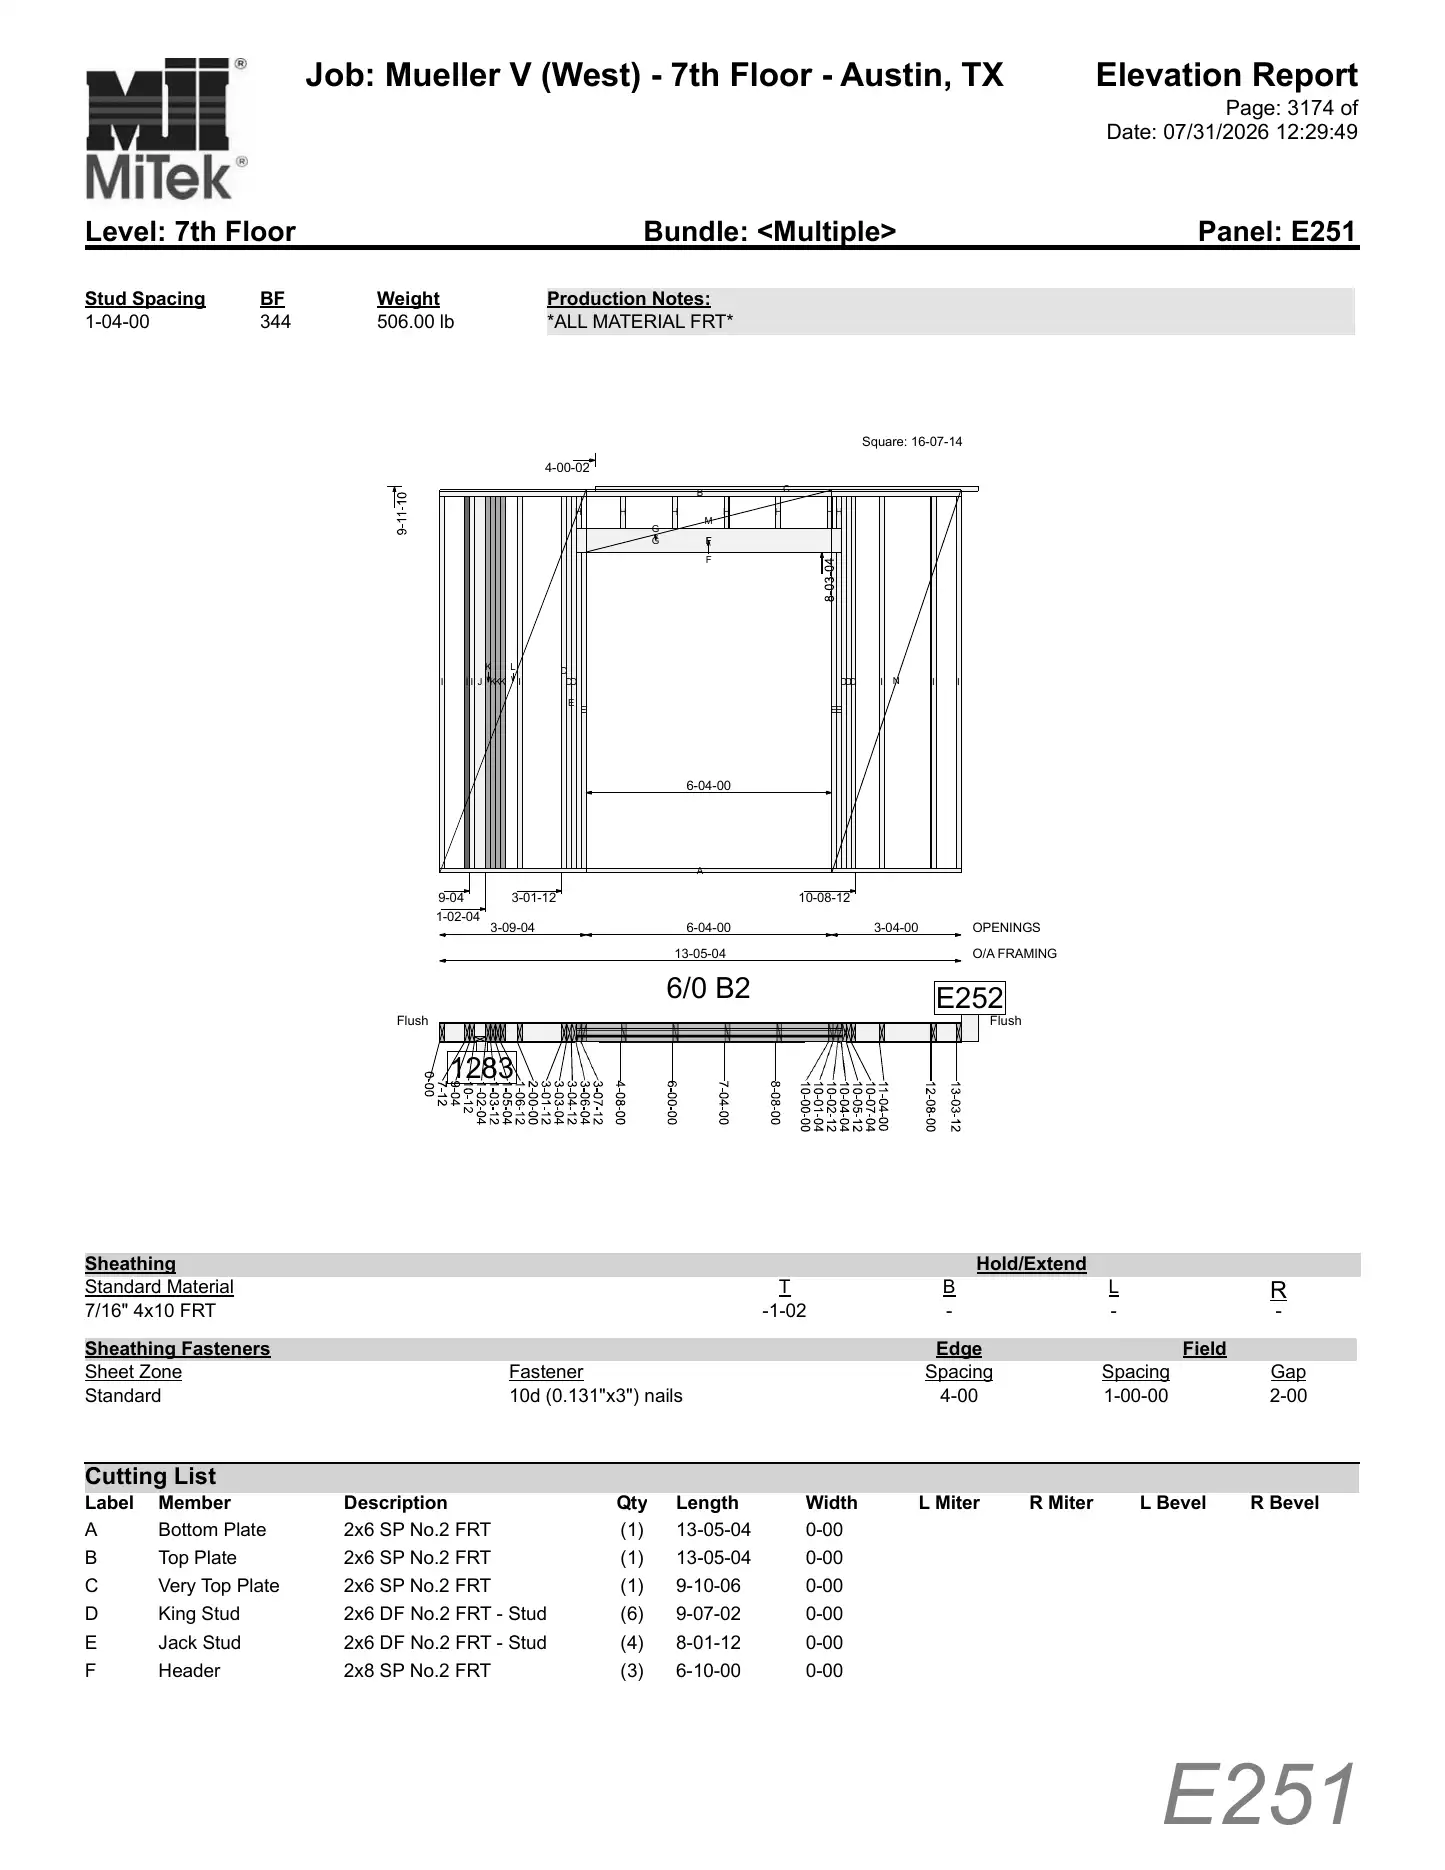 MiTek®
Job: Mueller V (West) - 7th Floor - Austin, TX
Elevation Report
Page: 3174 of
Date: 07/31/2026 12:29:49
Level: 7th Floor Bundle: <Multiple> Panel: E251
Stud Spacing BF Weight Production Notes:
1-04-00 344 506.00 lb *ALL MATERIAL FRT*
Square: 16-07-14
4-00-02
9-11-10
C
B
M
G
G
F
8-03-04
K L
I I I J KKK I
E
I N I I
6-04-00
A
9-04 3-01-12 10-08-12
1-02-04
3-09-04 6-04-00 3-04-00 OPENINGS
13-05-04 O/A FRAMING
6/0 B2
E252
Flush Flush
1283
0-00
7-12
9-04
10-12
1-02-04
1-03-12
1-05-04
1-06-12
2-00-00
3-01-12
3-03-04
3-04-12
3-06-04
3-07-12
4-08-00
6-00-00
7-04-00
8-08-00
10-00-00
10-01-04
10-02-12
10-04-04
10-05-12
10-07-04
11-04-00
12-08-00
13-03-12
Sheathing Hold/Extend
Standard Material T B L R
7/16" 4x10 FRT -1-02 - - -
Sheathing Fasteners Edge Field
Sheet Zone Fastener Spacing Spacing Gap
Standard 10d (0.131"x3") nails 4-00 1-00-00 2-00
Cutting List
Label Member Description Qty Length Width L Miter R Miter L Bevel R Bevel
A Bottom Plate 2x6 SP No.2 FRT (1) 13-05-04 0-00
B Top Plate 2x6 SP No.2 FRT (1) 13-05-04 0-00
C Very Top Plate 2x6 SP No.2 FRT (1) 9-10-06 0-00
D King Stud 2x6 DF No.2 FRT - Stud (6) 9-07-02 0-00
E Jack Stud 2x6 DF No.2 FRT - Stud (4) 8-01-12 0-00
F Header 2x8 SP No.2 FRT (3) 6-10-00 0-00
E251